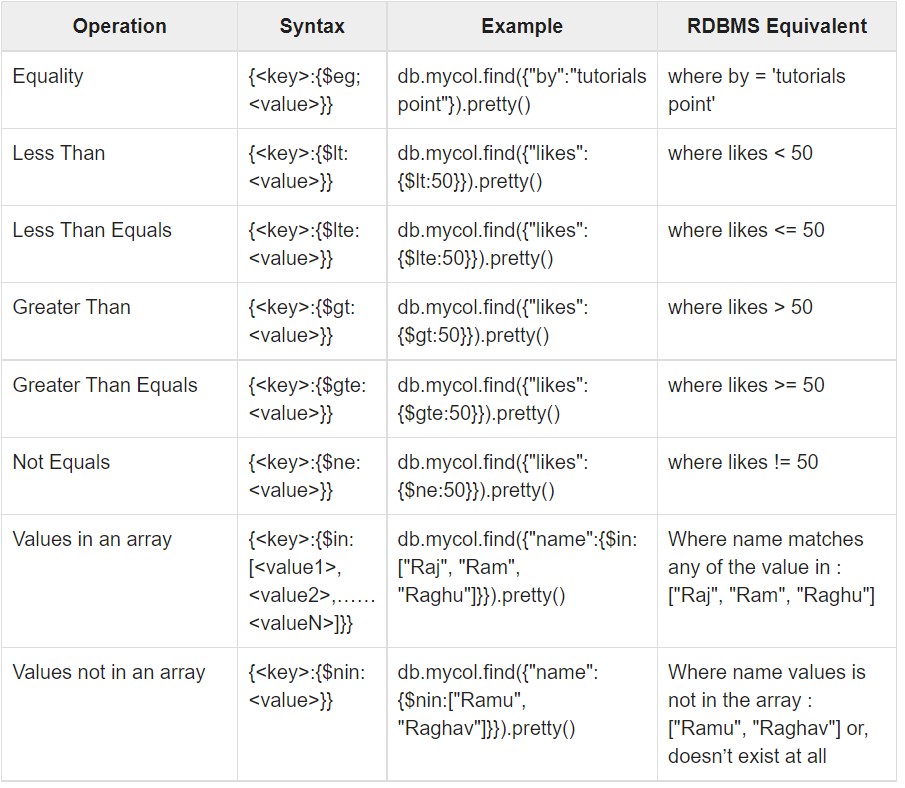 Operation Syntax Example RDBMS Equivalent
Equality {<key>:{$eg; db.mycol.find({"by":"tutorials where by = 'tutorials
<value>}} point"}).pretty() point'
Less Than {<key>:{$lt: db.mycol.find({"likes": where likes < 50
<value>}} {$lt:50}}).pretty()
Less Than Equals {<key>:{$lte: db.mycol.find({"likes": where likes <= 50
<value>}} {$lte:50}}).pretty()
Greater Than {<key>:{$gt: db.mycol.find({"likes": where likes > 50
<value>}} {$gt:50}}).pretty()
Greater Than Equals {<key>:{$gte: db.mycol.find({"likes": where likes >= 50
<value>}} {$gte:50}}).pretty()
Not Equals {<key>:{$ne: db.mycol.find({"likes": where likes != 50
<value>}} {$ne:50}}).pretty()
Values in an array {<key>:{$in: db.mycol.find({"name":{$in: Where name matches
[<value1>, ["Raj", "Ram", any of the value in :
<value2>,…… "Raghu"]}}).pretty() ["Raj", "Ram", "Raghu"]
<valueN>]}}
Values not in an array {<key>:{$nin: db.mycol.find({"name": Where name values is
<value>}} {$nin:["Ramu", not in the array :
"Raghav"]}}).pretty() ["Ramu", "Raghav"] or,
doesn’t exist at all